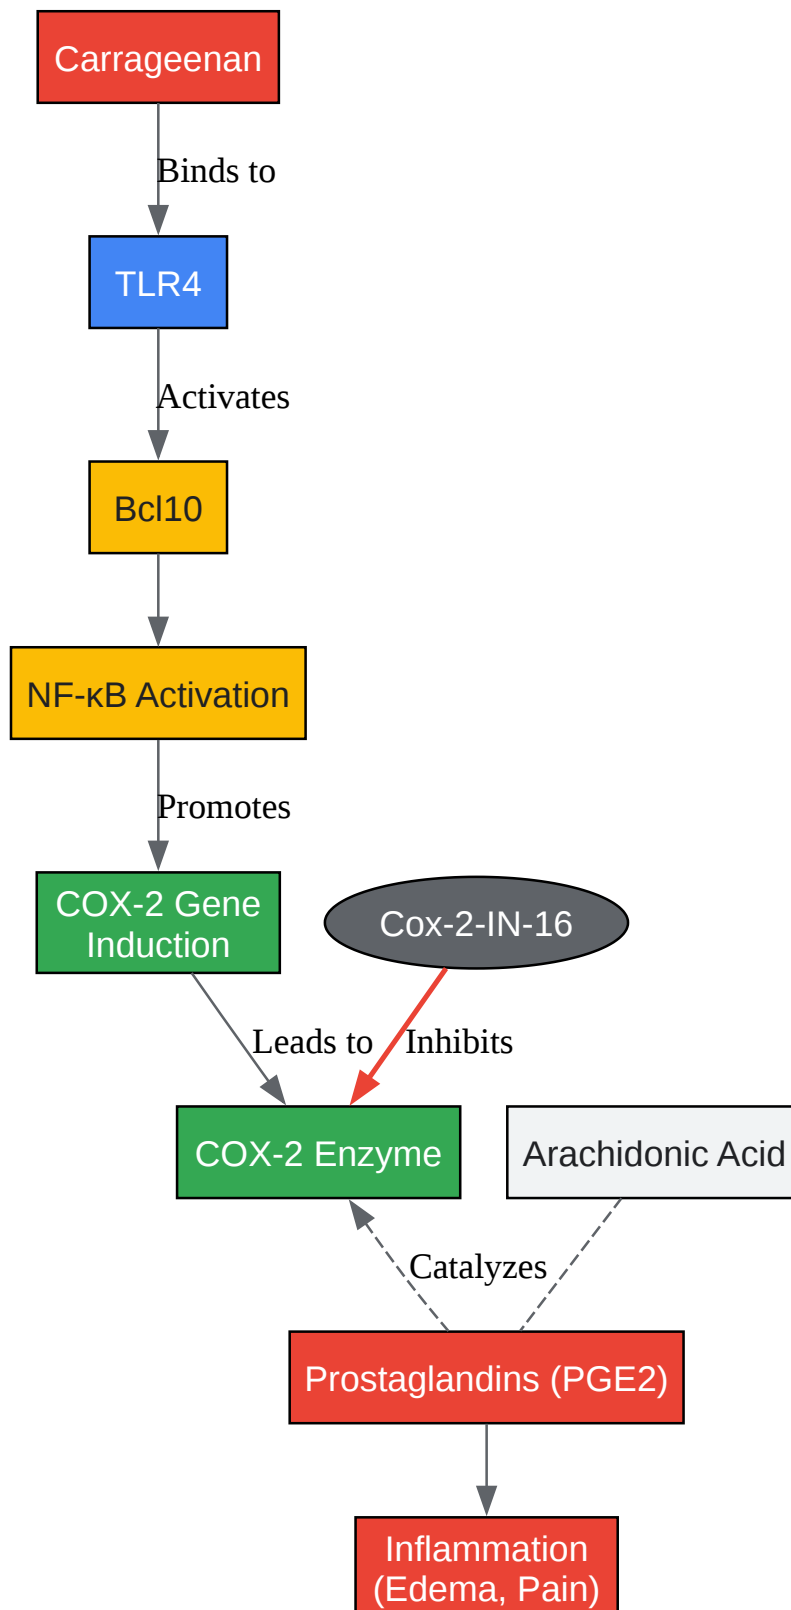 Carrageenan
Binds to
TLR4
Activates
Bcl10
NF-κB Activation
Promotes
COX-2 Gene
Induction
Cox-2-IN-16
Leads to
Inhibits
COX-2 Enzyme
Arachidonic Acid
Catalyzes
Prostaglandins (PGE2)
Inflammation
(Edema, Pain)